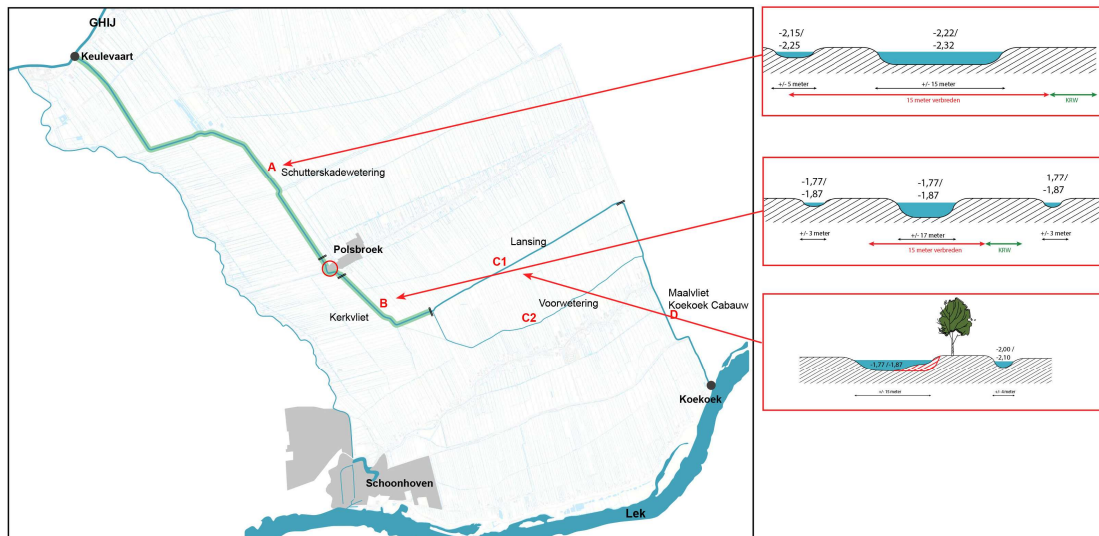 GHIJ
Keulevaart
A
Schutterskadewetering
Polsbroek
Lansing
C1
B
Kerkvliet
Voorwetering
C2
Maalvliet
Koekoek Cabauw
D
Koekoek
Schoonhoven
Lek
-2,15/
-2,25
-2,22/
-2,32
+/- 5 meter
+/- 15 meter
15 meter verbreden
KRW
-1,77/
-1,87
-1,77/
-1,87
1,77/
-1,87
+/- 3 meter
+/- 17 meter
+/- 3 meter
15 meter verbreden
KRW
-1,77 /-1,87
-2,00 /
-2,10
+/- 4 meter